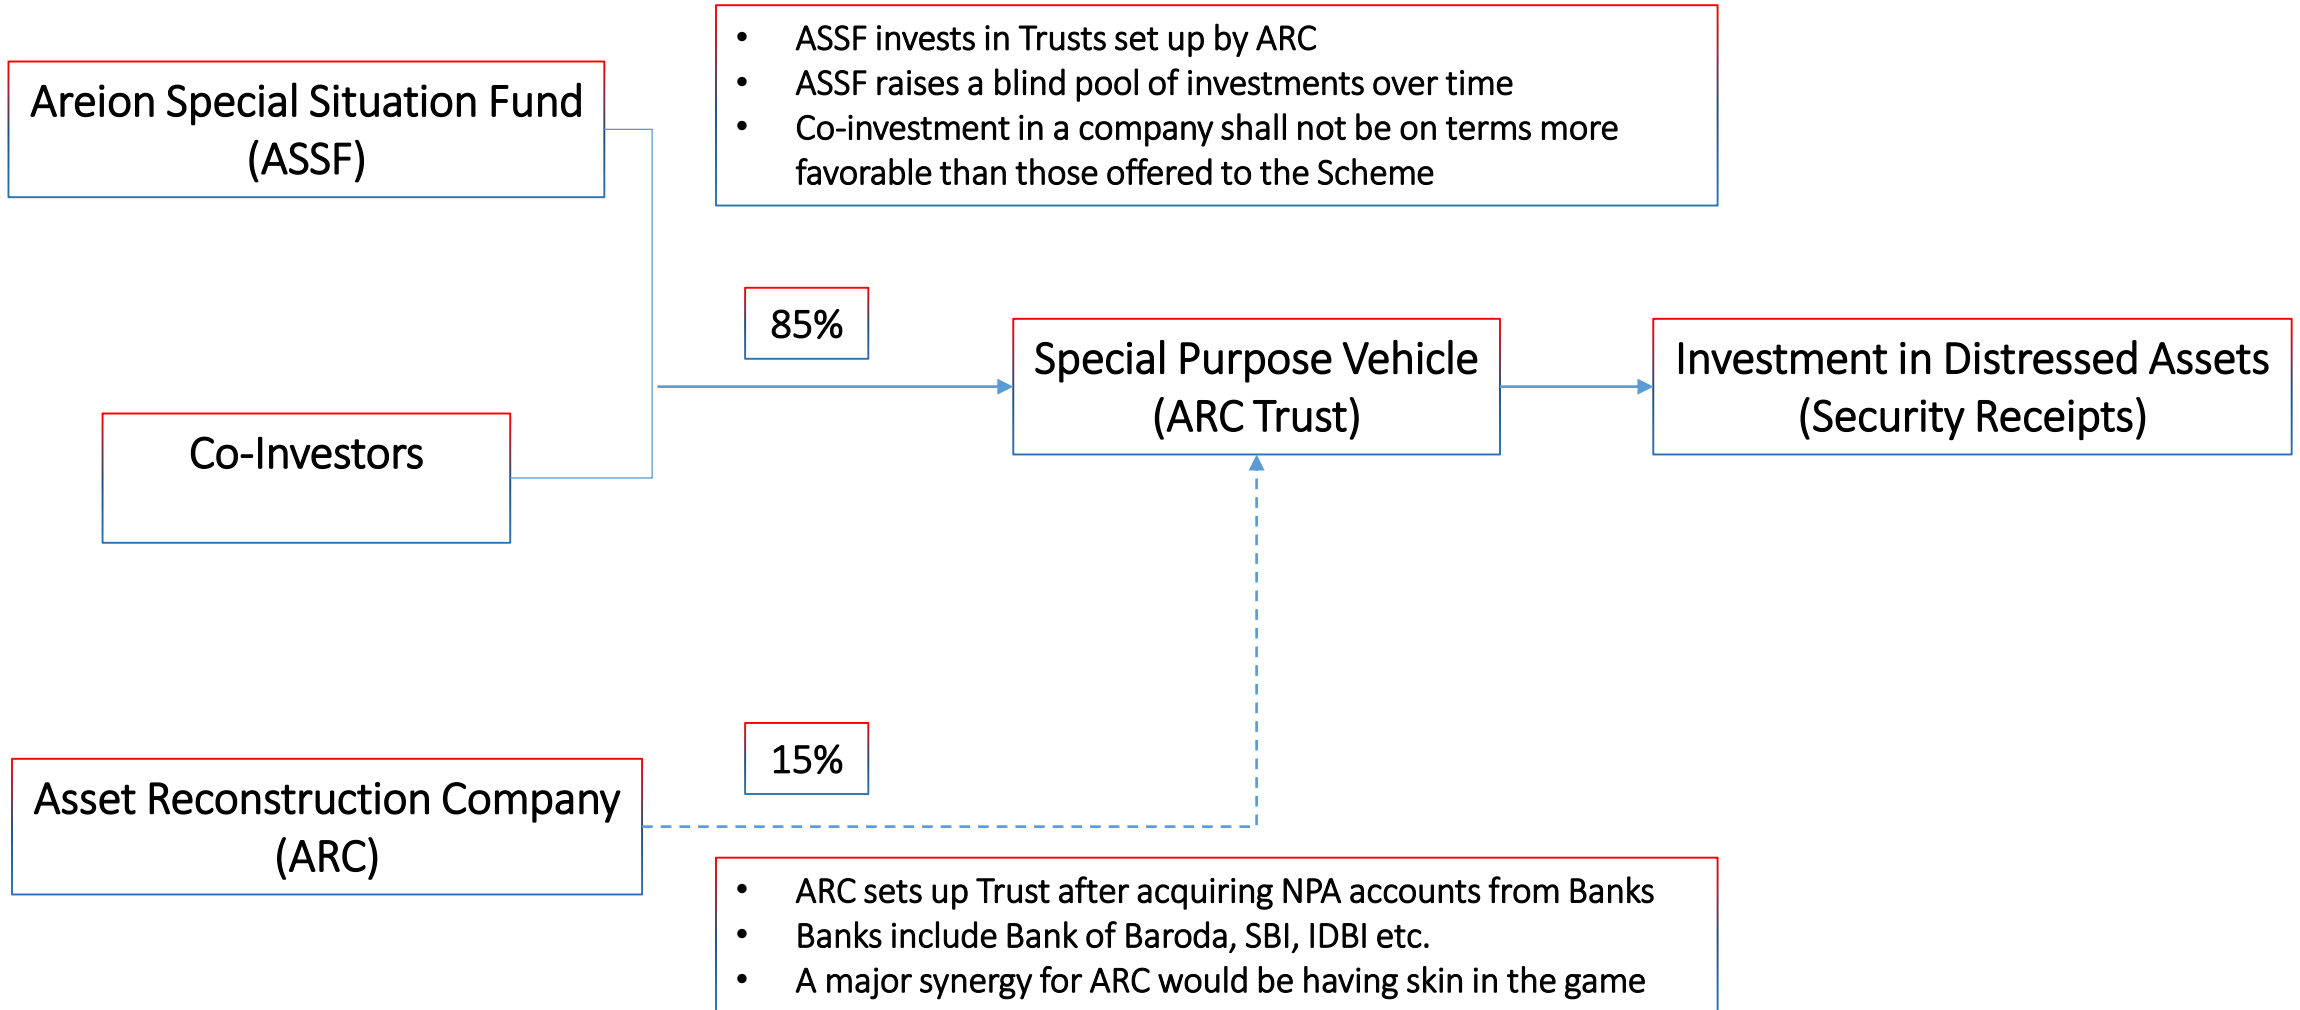 • ASSF invests in Trusts set up by ARC
• ASSF raises a blind pool of investments over time
• Co-investment in a company shall not be on terms more
favorable than those offered to the Scheme
Areion Special Situation Fund
(ASSF)
85%
Special Purpose Vehicle
(ARC Trust)
Investment in Distressed Assets
(Security Receipts)
Co-Investors
15%
Asset Reconstruction Company
(ARC)
• ARC sets up Trust after acquiring NPA accounts from Banks
• Banks include Bank of Baroda, SBI, IDBI etc.
• A major synergy for ARC would be having skin in the game